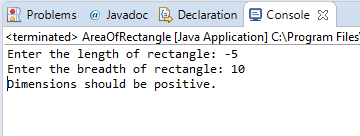 Problems @ Javadoc Declaration Console
<terminated> AreaOfRectangle [Java Application] C:\Program Files\
Enter the length of rectangle: -5
Enter the breadth of rectangle: 10
Dimensions should be positive.